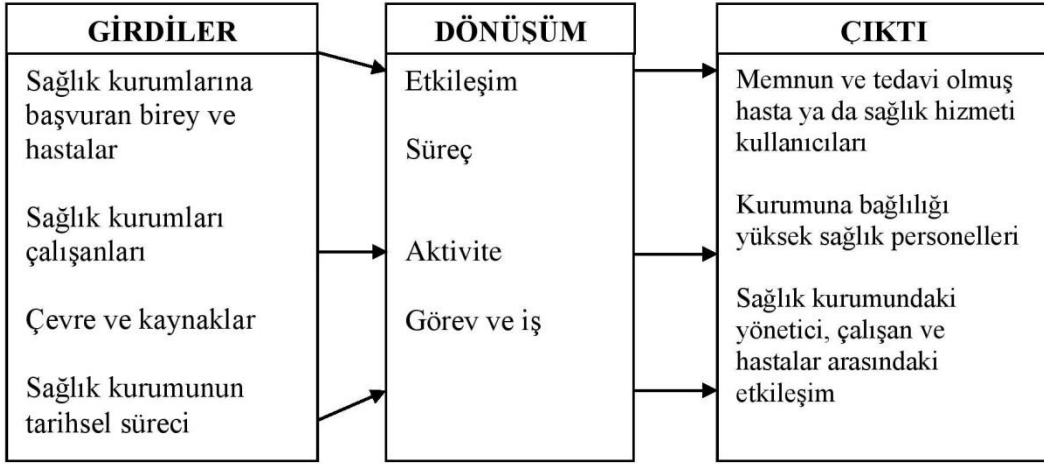 GİRDİLER
Sağlık kurumlarına
başvuran birey ve
hastalar
Sağlık kurumları
çalışanları
Çevre ve kaynaklar
Sağlık kurumunun
tarihsel süreci
DÖNÜŞÜM
Etkileşim
Süreç
Aktivite
Görev ve iş
ÇIKTI
Memnun ve tedavi olmuş
hasta ya da sağlık hizmeti
kullanıcıları
Kurumuna bağlılığı
yüksek sağlık personelleri
Sağlık kurumundaki
yönetici, çalışan ve
hastalar arasındaki
etkileşim